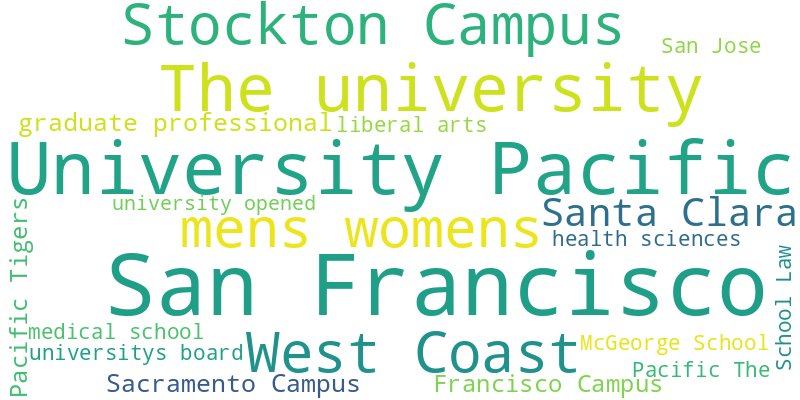 Stockton Campus
San Jose
The university
graduate professional
liberal arts
University Pacific
university opened
mens womens
Santa Clara
health sciences
Pacific Tigers
San Francisco
School Law
medical school
universitys board
West Coast
McGeorge School
Pacific The
Sacramento Campus
Francisco Campus